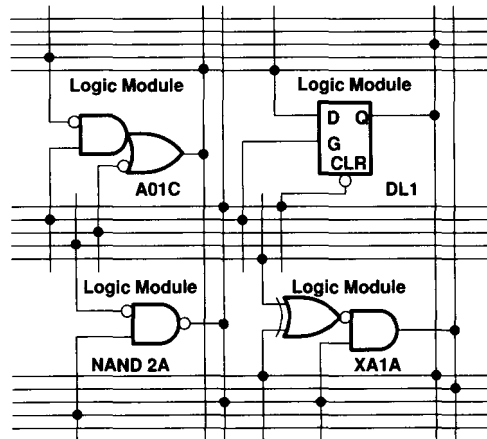 Logic Module
Logic Module
D Q
G
CLR
A01C
DL1
Logic Module
Logic Module
NAND 2A
XA1A